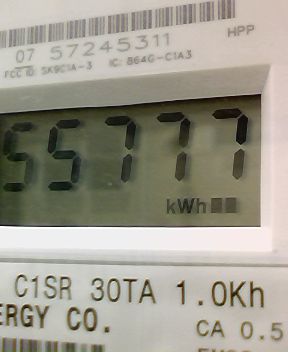 HPP
07 57245311
FCC ID: SK9C1A-3 IC: 864G-C1A3
55777
kWh
C1SR 30TA 1.0Kh
ERGY CO.
CA 0.5